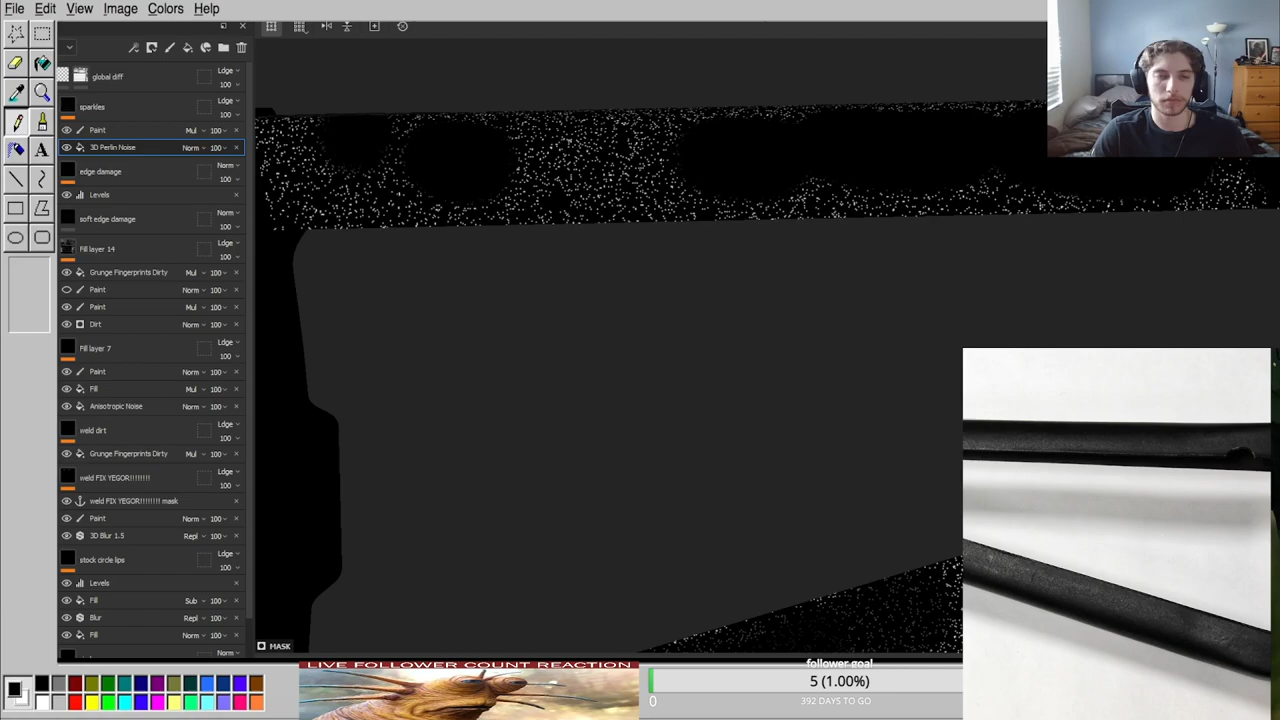 File Edit View Image Colors Help
global diff Ldge 100
sparkles Ldge 100
Paint Mul 100
3D Perlin Noise Norm 100
edge damage Norm 100
Levels
soft edge damage Norm 100
Fill layer 14 Ldge 100
Grunge Fingerprints Dirty Mul 100
Paint Norm 100
Paint Mul 100
Dirt Norm 100
Fill layer 7 Ldge 100
Paint Norm 100
Fill Mul 100
Anisotropic Noise Norm 100
weld dirt Ldge 100
Grunge Fingerprints Dirty Norm 100
weld FIX YEGOR!!!!!!!! Ldge 100
weld FIX YEGOR!!!!!!!! mask
Paint Norm 100
3D Blur 1.5 Repl 100
stock circle lips Ldge 100
Levels
Fill Sub 100
Blur Repl 100
Fill Norm 100
Norm
MASK
LIVE FOLLOWER COUNT REACTION
follower goal
5 (1.00%)
0
392 DAYS TO GO